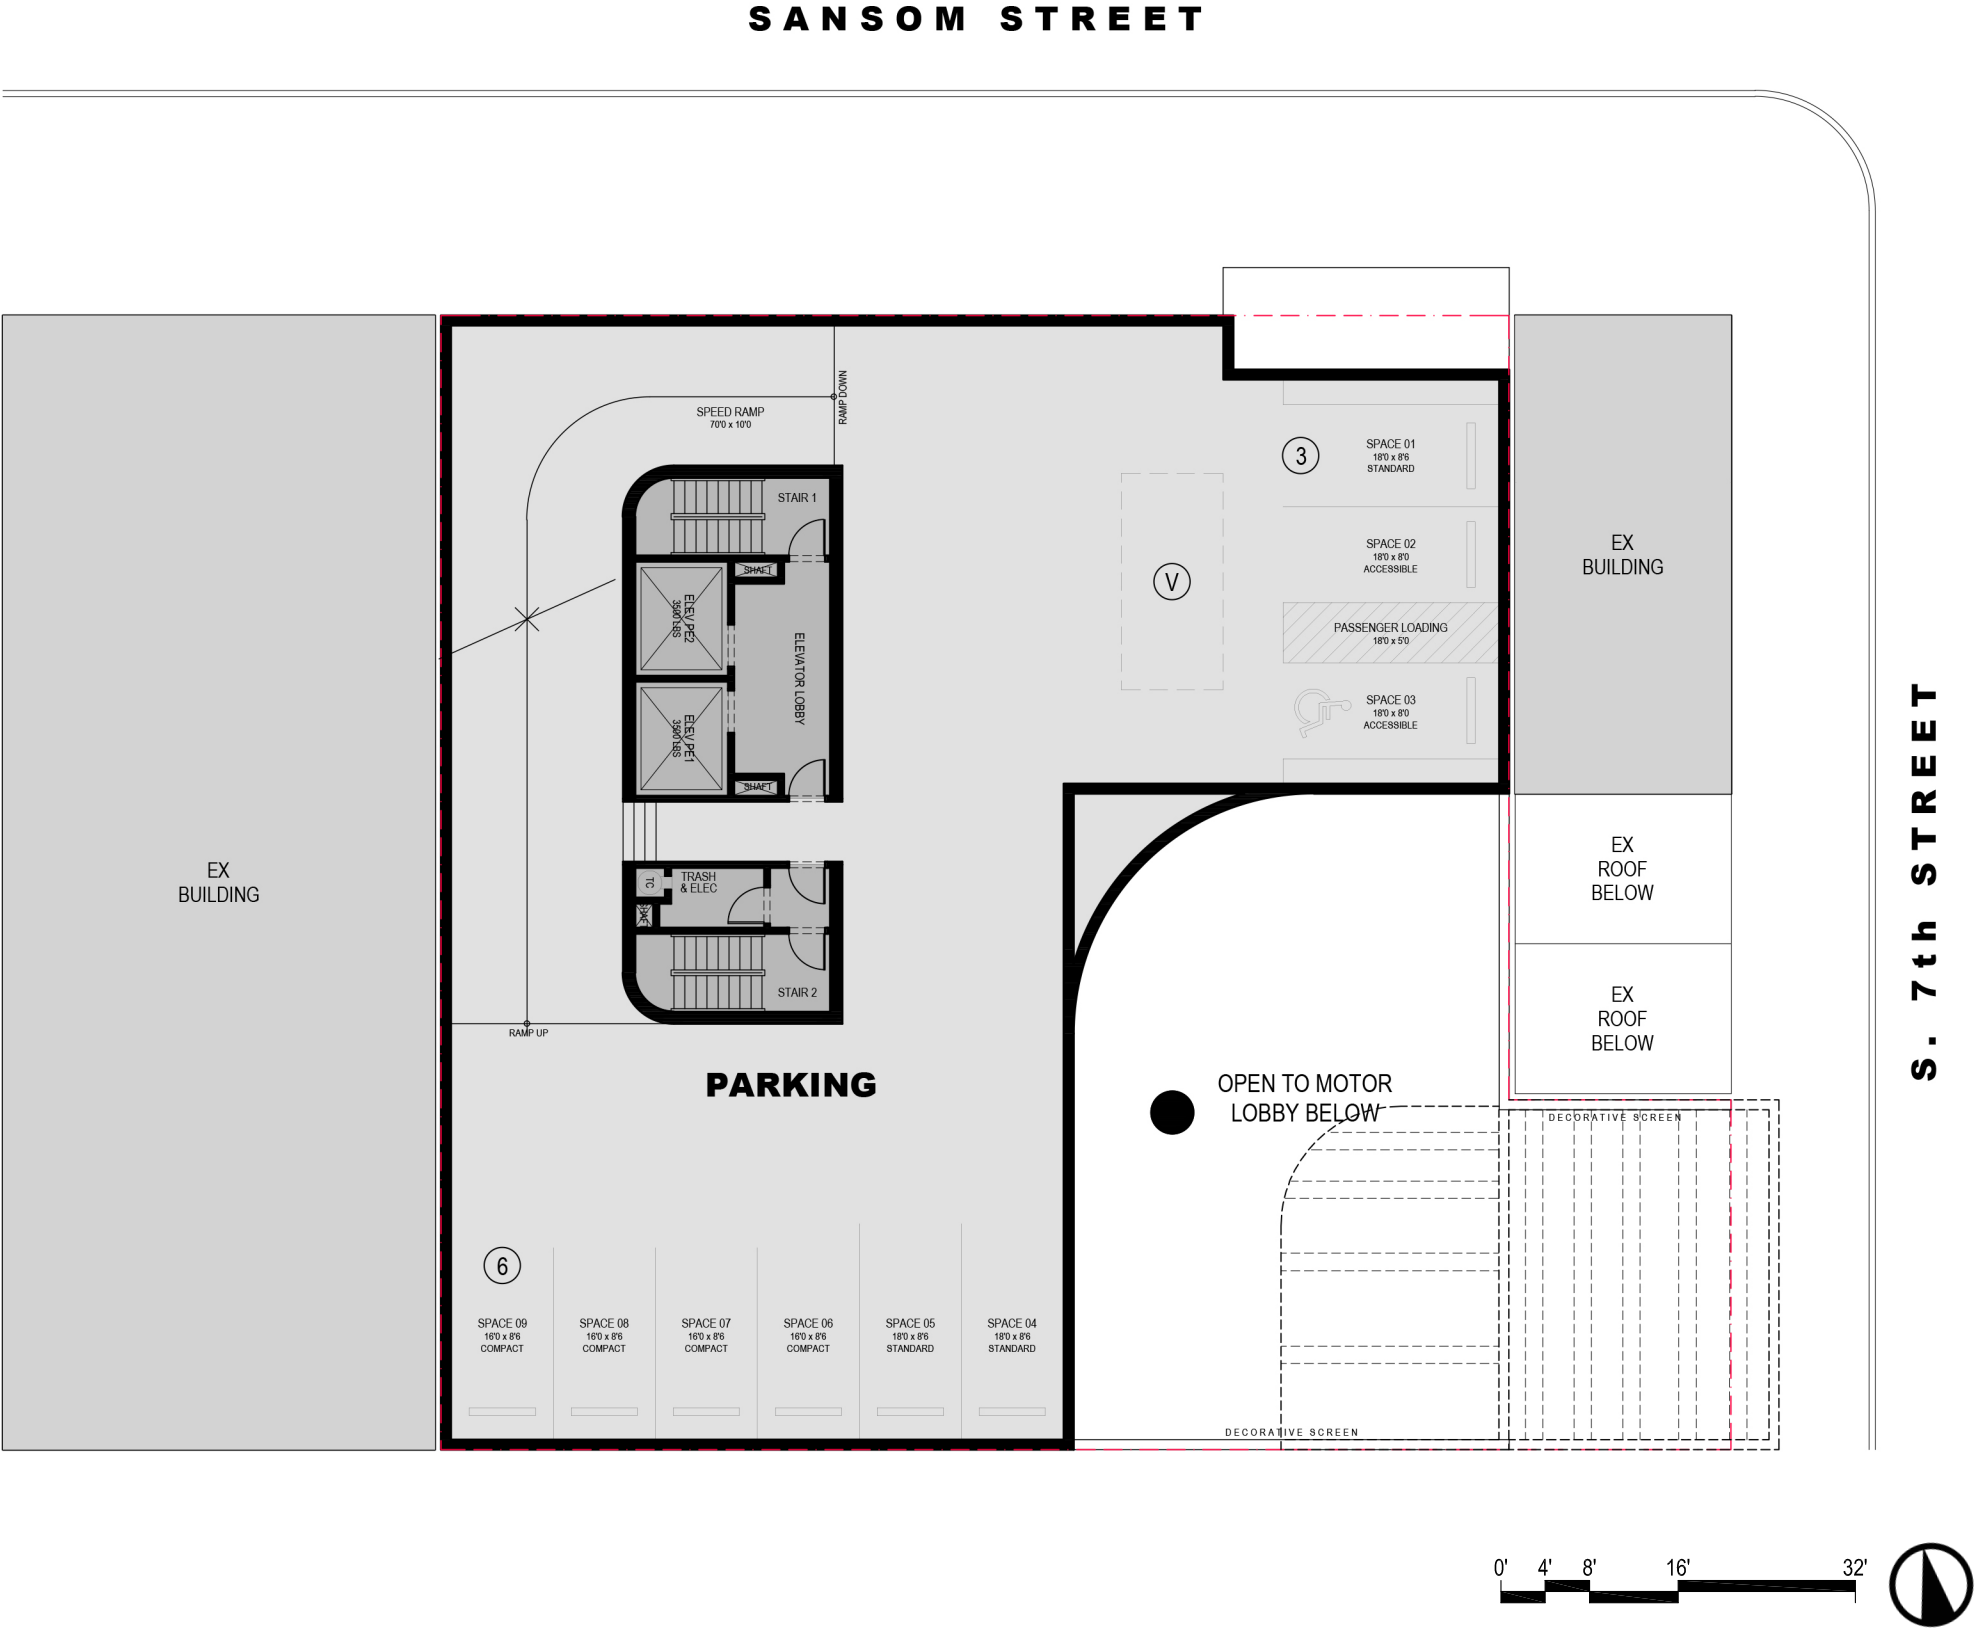 SANSOM STREET
SPEED RAMP
70'0 x 10'0
RAMP DOWN
STAIR 1
SHAFT
ELEV PE2
3500 LBS
ELEVATOR LOBBY
ELEV PE1
3500 LBS
SHAFT
TC
TRASH
& ELEC
SHAFT
STAIR 2
RAMP UP
3
SPACE 01
18'0 x 8'6
STANDARD
SPACE 02
18'0 x 8'0
ACCESSIBLE
V
PASSENGER LOADING
18'0 x 5'0
SPACE 03
18'0 x 8'0
ACCESSIBLE
EX
BUILDING
EX
BUILDING
EX
ROOF
BELOW
EX
ROOF
BELOW
S. 7th STREET
PARKING
OPEN TO MOTOR
LOBBY BELOW
DECORATIVE SCREEN
6
SPACE 09
16'0 x 8'6
COMPACT
SPACE 08
16'0 x 8'6
COMPACT
SPACE 07
16'0 x 8'6
COMPACT
SPACE 06
16'0 x 8'6
COMPACT
SPACE 05
18'0 x 8'6
STANDARD
SPACE 04
18'0 x 8'6
STANDARD
DECORATIVE SCREEN
0' 4' 8' 16' 32'